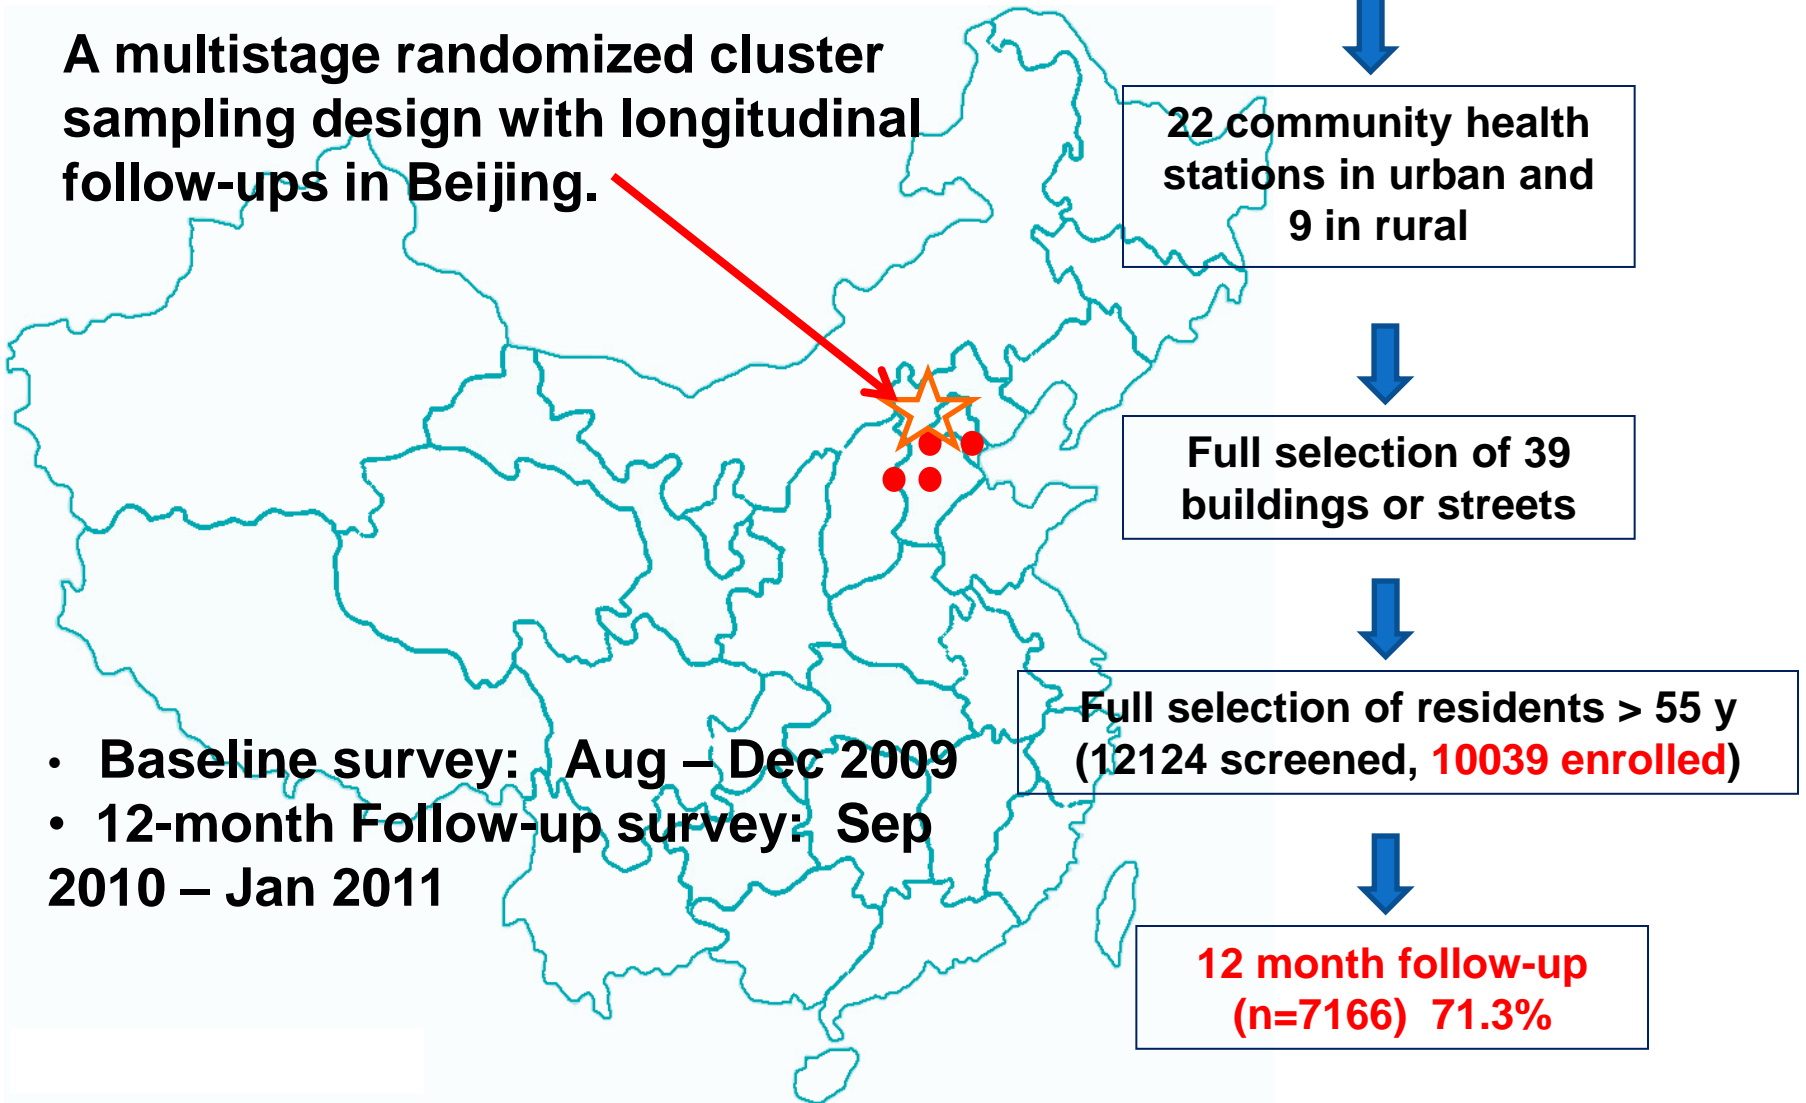 A multistage randomized cluster
sampling design with longitudinal
follow-ups in Beijing.
22 community health
stations in urban and
9 in rural
Full selection of 39
buildings or streets
Full selection of residents > 55 y
(12124 screened, 10039 enrolled)
• Baseline survey: Aug – Dec 2009
• 12-month Follow-up survey: Sep
2010 – Jan 2011
12 month follow-up
(n=7166) 71.3%